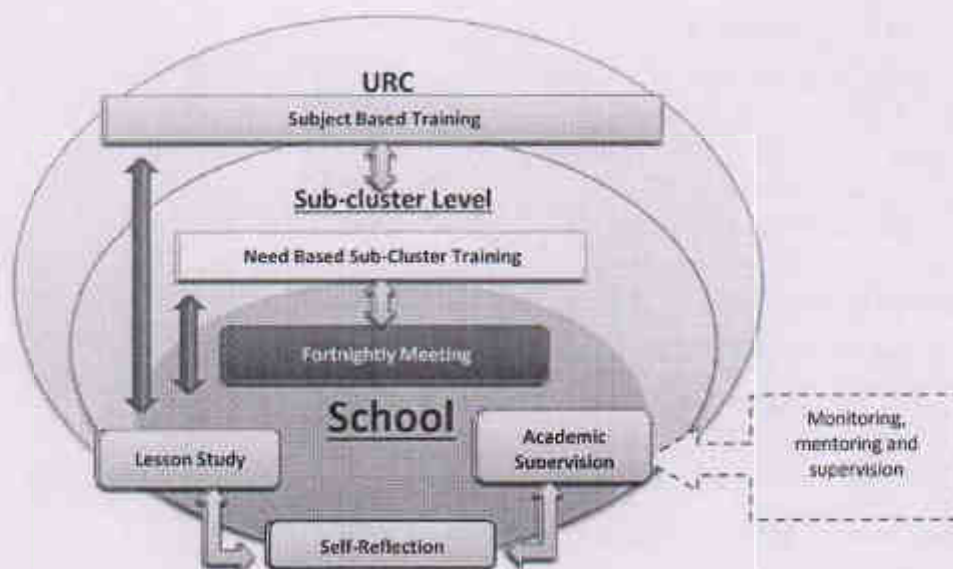 URC
Subject Based Training
Sub-cluster Level
Need Based Sub-Cluster Training
Fortnightly Meeting
School
Lesson Study
Academic
Supervision
Monitoring,
mentoring and
supervision
Self-Reflection